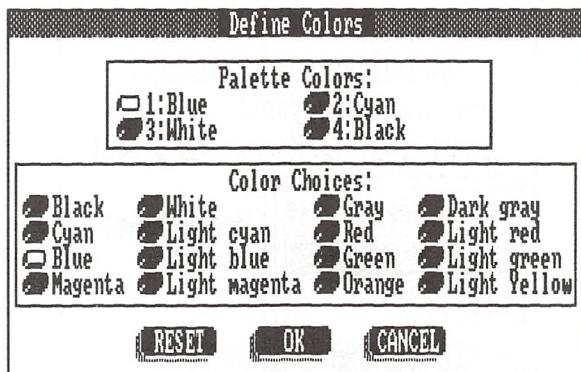 Define Colors
Palette Colors:
1:Blue 2:Cyan
3:White 4:Black
Color Choices:
Black White Gray Dark gray
Cyan Light cyan Red Light red
Blue Light blue Green Light green
Magenta Light magenta Orange Light Yellow
RESET OK CANCEL